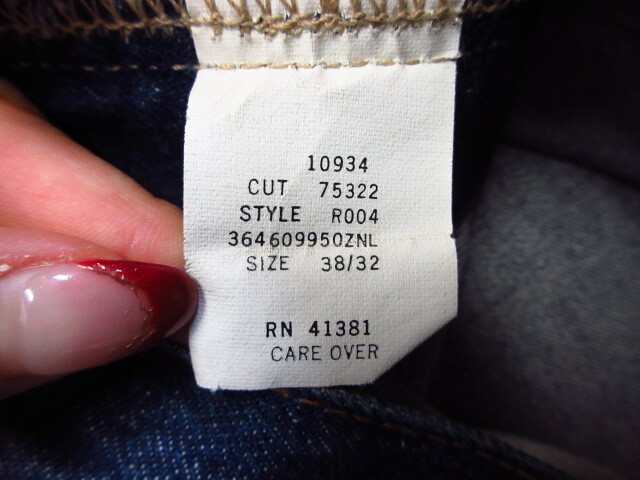 10934
CUT 75322
STYLE R004
364609950ZNL
SIZE 38/32
RN 41381
CARE OVER